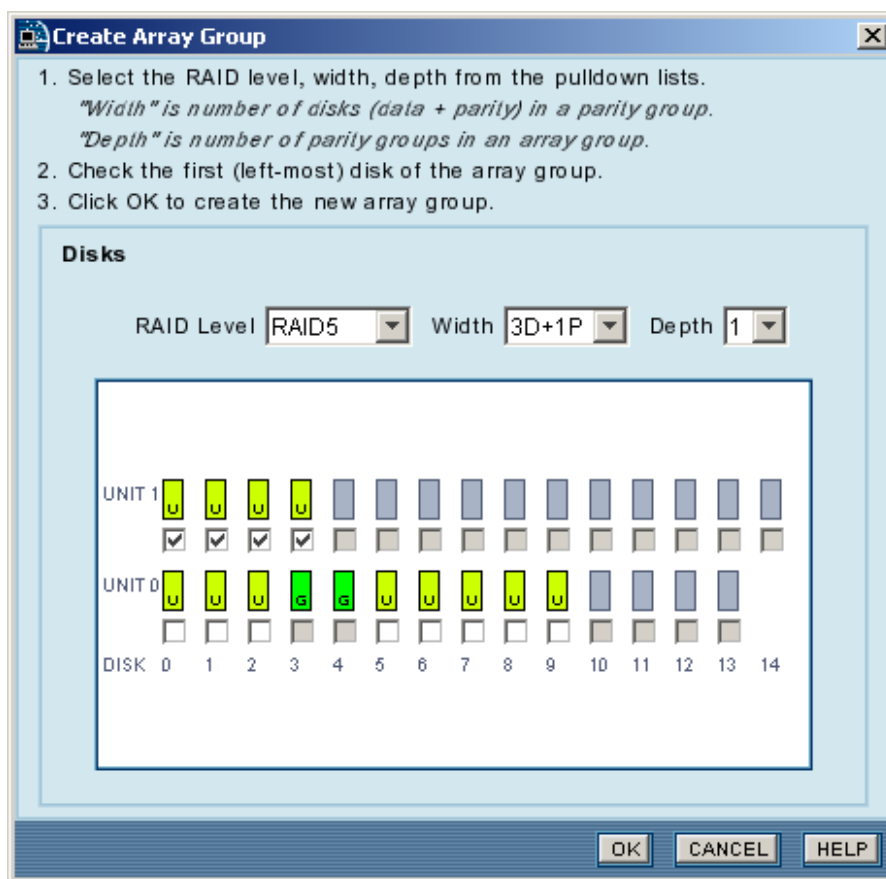 Create Array Group
1. Select the RAID level, width, depth from the pulldown lists.
"Width" is number of disks (data + parity) in a parity group.
"Depth" is number of parity groups in an array group.
2. Check the first (left-most) disk of the array group.
3. Click OK to create the new array group.
Disks
RAID Level RAID5 Width 3D+1P Depth 1
UNIT 1 U U U U
UNIT 0 U U U G G U U U U U
DISK 0 1 2 3 4 5 6 7 8 9 10 11 12 13 14
OK CANCEL HELP